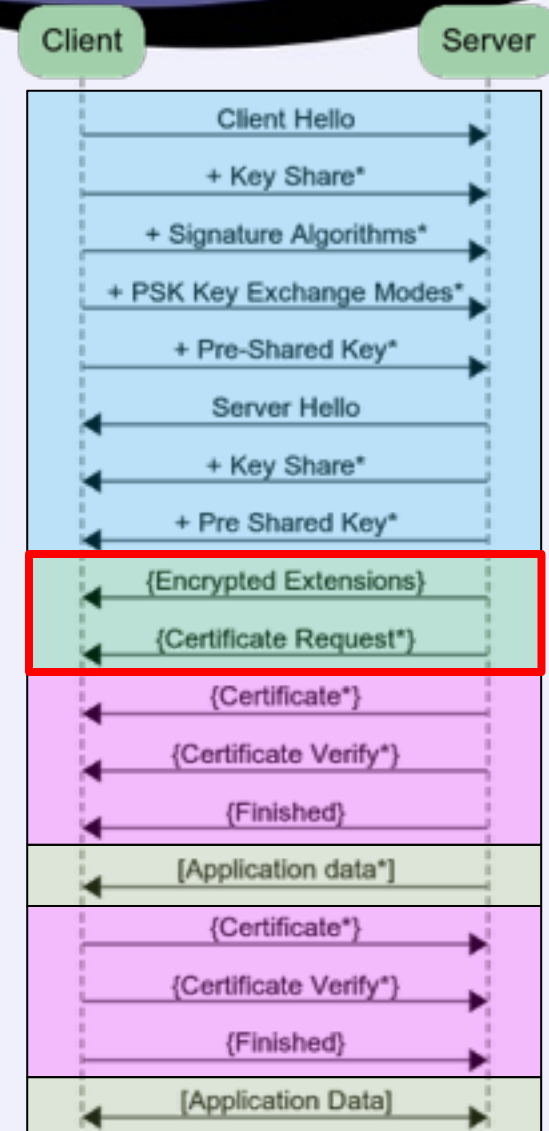 Client
Server
Client Hello
+ Key Share*
+ Signature Algorithms*
+ PSK Key Exchange Modes*
+ Pre-Shared Key*
Server Hello
+ Key Share*
+ Pre Shared Key*
{Encrypted Extensions}
{Certificate Request*}
{Certificate*}
{Certificate Verify*}
{Finished}
[Application data*]
{Certificate*}
{Certificate Verify*}
{Finished}
[Application Data]